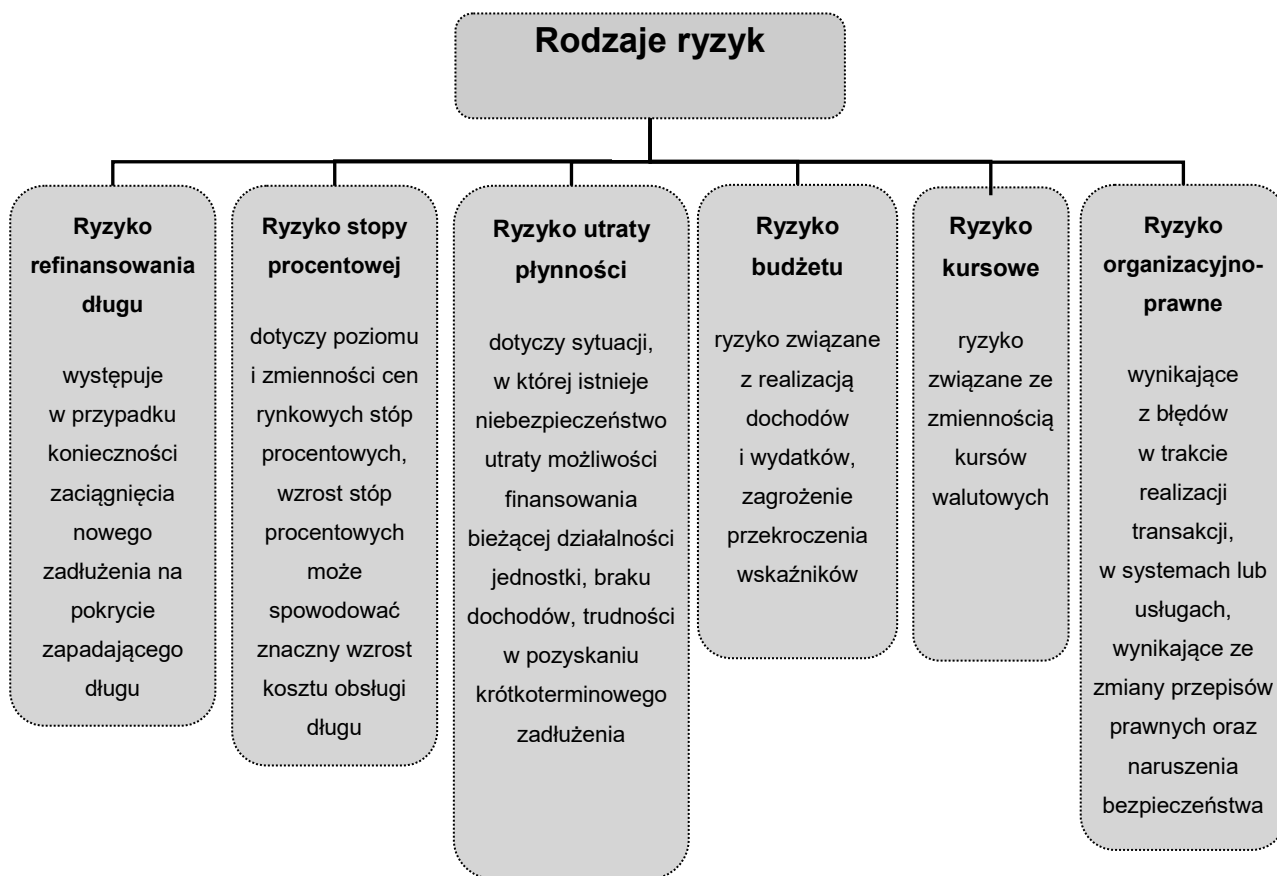 Rodzaje ryzyk
Ryzyko
refinansowania
długu
występuje
w przypadku
konieczności
zaciągnięcia
nowego
zadłużenia na
pokrycie
zapadającego
długu
Ryzyko stopy
procentowej
dotyczy poziomu
i zmienności cen
rynkowych stóp
procentowych,
wzrost stóp
procentowych
może
spowodować
znaczny wzrost
kosztu obsługi
długu
Ryzyko utraty
płynności
dotyczy sytuacji,
w której istnieje
niebezpieczeństwo
utraty możliwości
finansowania
bieżącej działalności
jednostki, braku
dochodów, trudności
w pozyskaniu
krótkoterminowego
zadłużenia
Ryzyko
budżetu
ryzyko związane
z realizacją
dochodów
i wydatków,
zagrożenie
przekroczenia
wskaźników
Ryzyko
kursowe
ryzyko
związane ze
zmiennością
kursów
walutowych
Ryzyko
organizacyjno-
prawne
wynikające
z błędów
w trakcie
realizacji
transakcji,
w systemach lub
usługach,
wynikające ze
zmiany przepisów
prawnych oraz
naruszenia
bezpieczeństwa